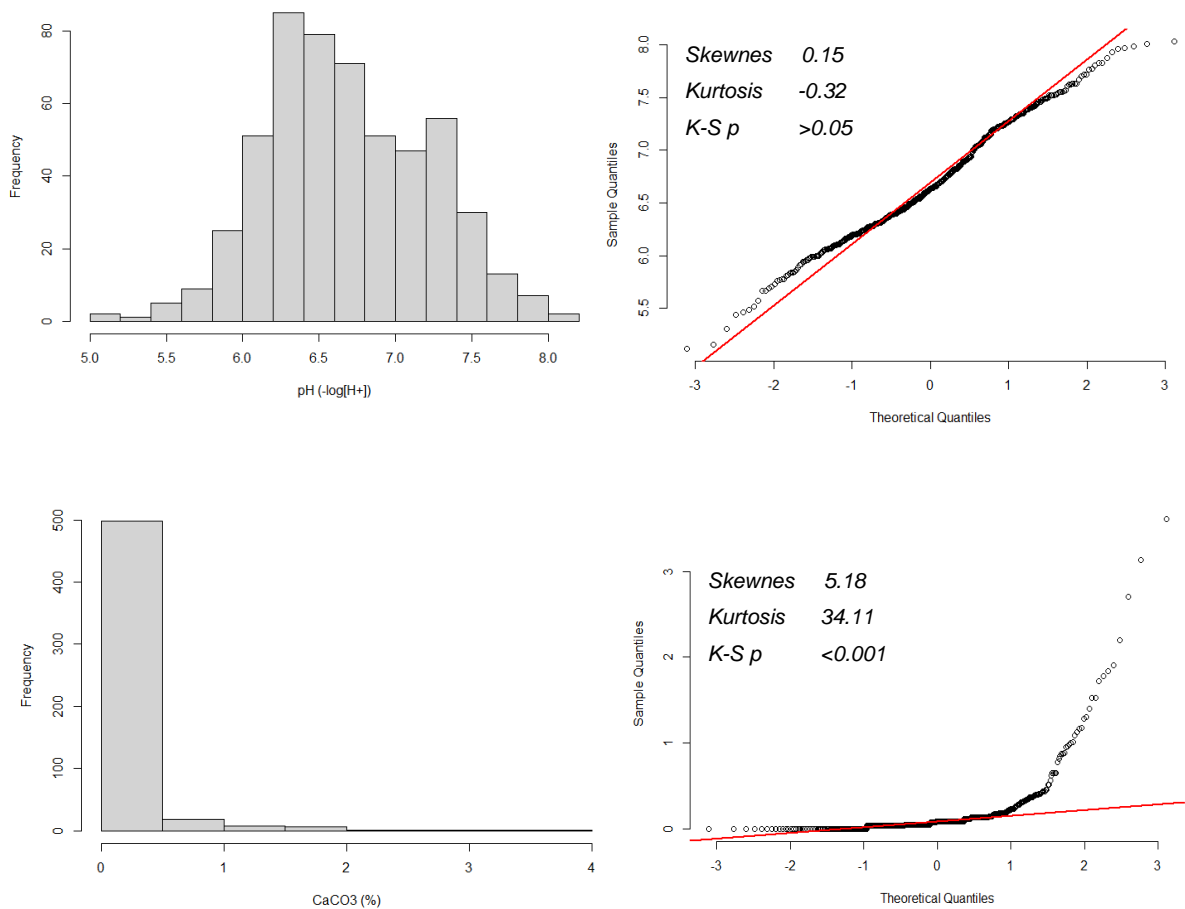 Frequency
0 20 40 60 80
5.0 5.5 6.0 6.5 7.0 7.5 8.0
pH (-log[H+])
Sample Quantiles
5.5 6.0 6.5 7.0 7.5 8.0
Skewnes 0.15
Kurtosis -0.32
K-S p >0.05
-3 -2 -1 0 1 2 3
Theoretical Quantiles
Frequency
0 100 200 300 400 500
0 1 2 3 4
CaCO3 (%)
Sample Quantiles
0 1 2 3
Skewnes 5.18
Kurtosis 34.11
K-S p <0.001
-3 -2 -1 0 1 2 3
Theoretical Quantiles